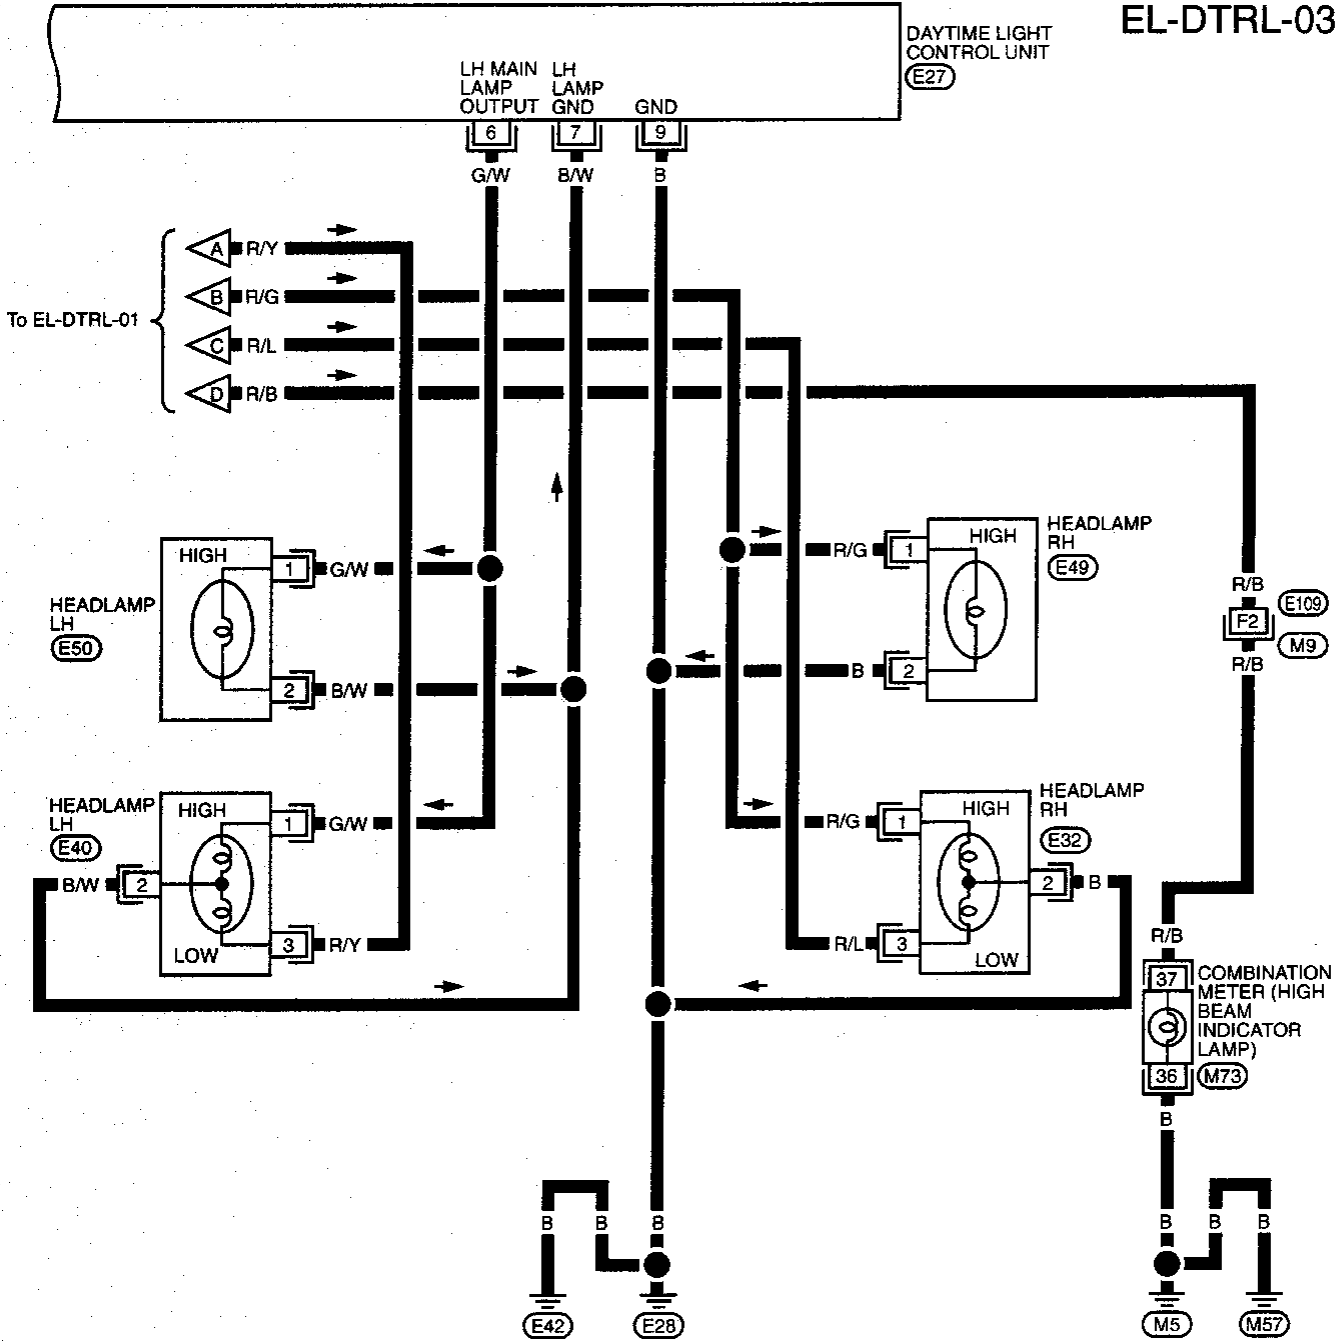 EL-DTRL-03
DAYTIME LIGHT
CONTROL UNIT
E27
LH MAIN
LAMP
OUTPUT
LH
LAMP
GND
GND
6
7
9
G/W
B/W
B
To EL-DTRL-01
A
R/Y
B
R/G
C
R/L
D
R/B
HEADLAMP
LH
E50
HIGH
1
G/W
2
B/W
R/G
1
HIGH
B
2
HEADLAMP
RH
E49
R/B
F2
E109
M9
R/B
HEADLAMP
LH
E40
HIGH
1
G/W
B/W
2
3
R/Y
LOW
R/G
1
HIGH
2
B
R/L
3
LOW
HEADLAMP
RH
E32
R/B
37
36
COMBINATION
METER (HIGH
BEAM
INDICATOR
LAMP)
M73
B
B
B
B
B
B
B
E42
E28
M5
M57